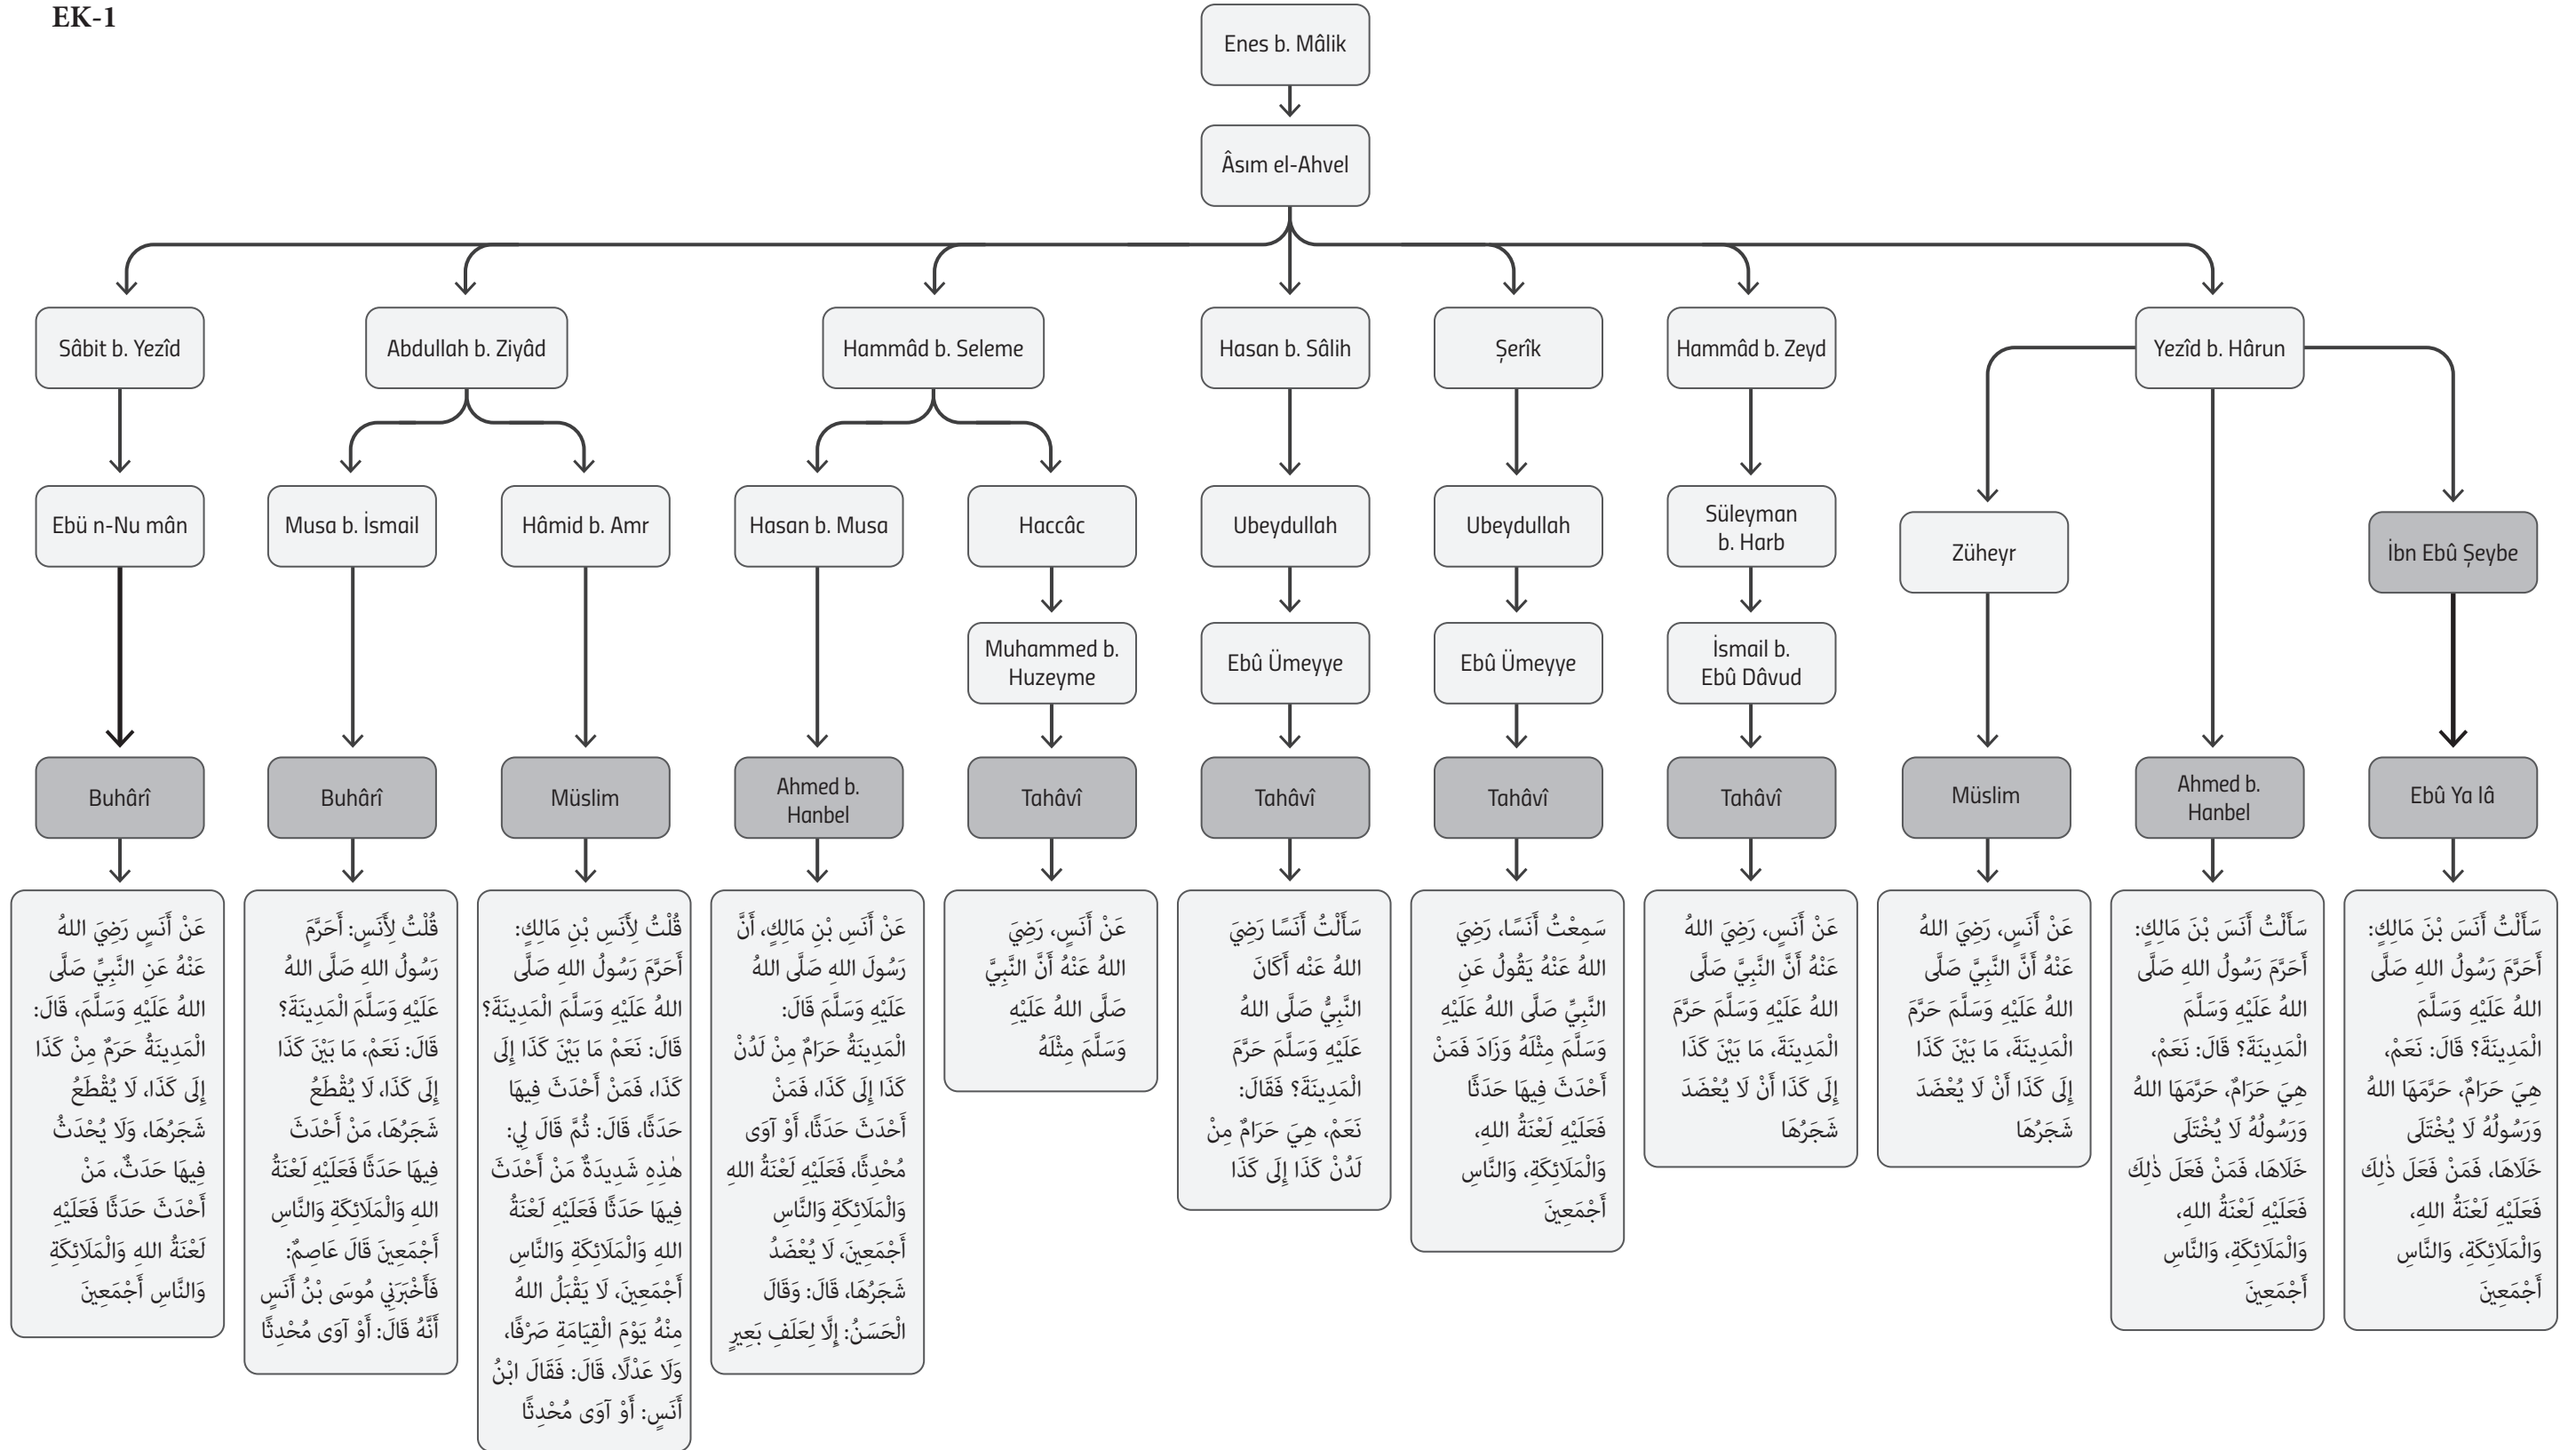 EK-1
Enes b. Mâlik
Âsım el-Ahvel
Sâbit b. Yezîd
Abdullah b. Ziyâd
Hammâd b. Seleme
Hasan b. Sâlih
Şerîk
Hammâd b. Zeyd
Yezîd b. Hârun
Ebü n-Nu mân
Musa b. İsmail
Hâmid b. Amr
Hasan b. Musa
Haccâc
Ubeydullah
Ubeydullah
Süleyman
b. Harb
Züheyr
İbn Ebû Şeybe
Muhammed b.
Huzeyme
Ebû Ümeyye
Ebû Ümeyye
İsmail b.
Ebû Dâvud
Buhârî
Buhârî
Müslim
Ahmed b.
Hanbel
Tahâvî
Tahâvî
Tahâvî
Tahâvî
Müslim
Ahmed b.
Hanbel
Ebû Ya lâ
عَنْ أَنَسٍ رَضِيَ اللهُ
عَنْهُ عَنِ النَّبِيِّ صَلَّى
اللهُ عَلَيْهِ وَسَلَّمَ، قَالَ:
الْمَدِينَةُ حَرَمٌ مِنْ كَذَا
إِلَى كَذَا، لَا يُقْطَعُ
شَجَرُهَا، وَلَا يُحْدَثُ
فِيهَا حَدَثٌ، مَنْ
أَحْدَثَ حَدَثًا فَعَلَيْهِ
لَعْنَةُ اللهِ وَالْمَلَائِكَةِ
وَالنَّاسِ أَجْمَعِينَ
قُلْتُ لِأَنَسٍ: أَحَرَّمَ
رَسُولُ اللهِ صَلَّى اللهُ
عَلَيْهِ وَسَلَّمَ الْمَدِينَةَ؟
قَالَ: نَعَمْ، مَا بَيْنَ كَذَا
إِلَى كَذَا، لَا يُقْطَعُ
شَجَرُهَا، مَنْ أَحْدَثَ
فِيهَا حَدَثًا فَعَلَيْهِ لَعْنَةُ
اللهِ وَالْمَلَائِكَةِ وَالنَّاسِ
أَجْمَعِينَ قَالَ عَاصِمٌ:
فَأَخْبَرَنِي مُوسَى بْنُ أَنَسٍ
أَنَّهُ قَالَ: أَوْ آوَى مُحْدِثًا
قُلْتُ لِأَنَسِ بْنِ مَالِكٍ:
أَحَرَّمَ رَسُولُ اللهِ صَلَّى
اللهُ عَلَيْهِ وَسَلَّمَ الْمَدِينَةَ؟
قَالَ: نَعَمْ مَا بَيْنَ كَذَا إِلَى
كَذَا، فَمَنْ أَحْدَثَ فِيهَا
حَدَثًا، قَالَ: ثُمَّ قَالَ لِي:
هٰذِهِ شَدِيدَةٌ مَنْ أَحْدَثَ
فِيهَا حَدَثًا فَعَلَيْهِ لَعْنَةُ
اللهِ وَالْمَلَائِكَةِ وَالنَّاسِ
أَجْمَعِينَ، لَا يَقْبَلُ اللهُ
مِنْهُ يَوْمَ الْقِيَامَةِ صَرْفًا،
وَلَا عَدْلًا، قَالَ: فَقَالَ ابْنُ
أَنَسٍ: أَوْ آوَى مُحْدِثًا
عَنْ أَنَسِ بْنِ مَالِكٍ، أَنَّ
رَسُولَ اللهِ صَلَّى اللهُ
عَلَيْهِ وَسَلَّمَ قَالَ:
الْمَدِينَةُ حَرَامٌ مِنْ لَدُنْ
كَذَا إِلَى كَذَا، فَمَنْ
أَحْدَثَ حَدَثًا، أَوْ آوَى
مُحْدِثًا، فَعَلَيْهِ لَعْنَةُ اللهِ
وَالْمَلَائِكَةِ وَالنَّاسِ
أَجْمَعِينَ، لَا يُعْضَدُ
شَجَرُهَا، قَالَ: وَقَالَ
الْحَسَنُ: إِلَّا لِعَلَفِ بَعِيرٍ
عَنْ أَنَسٍ، رَضِيَ
اللهُ عَنْهُ أَنَّ النَّبِيَّ
صَلَّى اللهُ عَلَيْهِ
وَسَلَّمَ مِثْلَهُ
سَأَلْتُ أَنَسًا رَضِيَ
اللهُ عَنْه أَكَانَ
النَّبِيُّ صَلَّى اللهُ
عَلَيْهِ وَسَلَّمَ حَرَّمَ
الْمَدِينَةَ؟ فَقَالَ:
نَعَمْ، هِيَ حَرَامٌ مِنْ
لَدُنْ كَذَا إِلَى كَذَا
سَمِعْتُ أَنَسًا، رَضِيَ
اللهُ عَنْهُ يَقُولُ عَنِ
النَّبِيِّ صَلَّى اللهُ عَلَيْهِ
وَسَلَّمَ مِثْلَهُ وَزَادَ فَمَنْ
أَحْدَثَ فِيهَا حَدَثًا
فَعَلَيْهِ لَعْنَةُ اللهِ،
وَالْمَلَائِكَةِ، وَالنَّاسِ
أَجْمَعِينَ
عَنْ أَنَسٍ، رَضِيَ اللهُ
عَنْهُ أَنَّ النَّبِيَّ صَلَّى
اللهُ عَلَيْهِ وَسَلَّمَ حَرَّمَ
الْمَدِينَةَ، مَا بَيْنَ كَذَا
إِلَى كَذَا أَنْ لَا يُعْضَدَ
شَجَرُهَا
عَنْ أَنَسٍ، رَضِيَ اللهُ
عَنْهُ أَنَّ النَّبِيَّ صَلَّى
اللهُ عَلَيْهِ وَسَلَّمَ حَرَّمَ
الْمَدِينَةَ، مَا بَيْنَ كَذَا
إِلَى كَذَا أَنْ لَا يُعْضَدَ
شَجَرُهَا
سَأَلْتُ أَنَسَ بْنَ مَالِكٍ:
أَحَرَّمَ رَسُولُ اللهِ صَلَّى
اللهُ عَلَيْهِ وَسَلَّمَ
الْمَدِينَةَ؟ قَالَ: نَعَمْ،
هِيَ حَرَامٌ، حَرَّمَهَا اللهُ
وَرَسُولُهُ لَا يُخْتَلَى
خَلَاهَا، فَمَنْ فَعَلَ ذٰلِكَ
فَعَلَيْهِ لَعْنَةُ اللهِ،
وَالْمَلَائِكَةِ، وَالنَّاسِ
أَجْمَعِينَ
سَأَلْتُ أَنَسَ بْنَ مَالِكٍ:
أَحَرَّمَ رَسُولُ اللهِ صَلَّى
اللهُ عَلَيْهِ وَسَلَّمَ
الْمَدِينَةَ؟ قَالَ: نَعَمْ،
هِيَ حَرَامٌ، حَرَّمَهَا اللهُ
وَرَسُولُهُ لَا يُخْتَلَى
خَلَاهَا، فَمَنْ فَعَلَ ذٰلِكَ
فَعَلَيْهِ لَعْنَةُ اللهِ،
وَالْمَلَائِكَةِ، وَالنَّاسِ
أَجْمَعِينَ